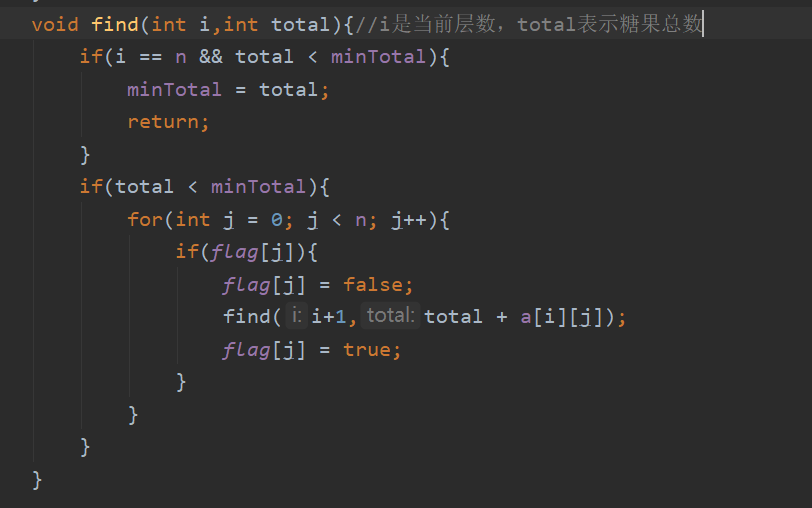 void find(int i,int total){//i是当前层数，total表示糖果总数
if(i == n && total < minTotal){
minTotal = total;
return;
}
if(total < minTotal){
for(int j = 0; j < n; j++){
if(flag[j]){
flag[j] = false;
find( i: i+1, total: total + a[i][j]);
flag[j] = true;
}
}
}
}